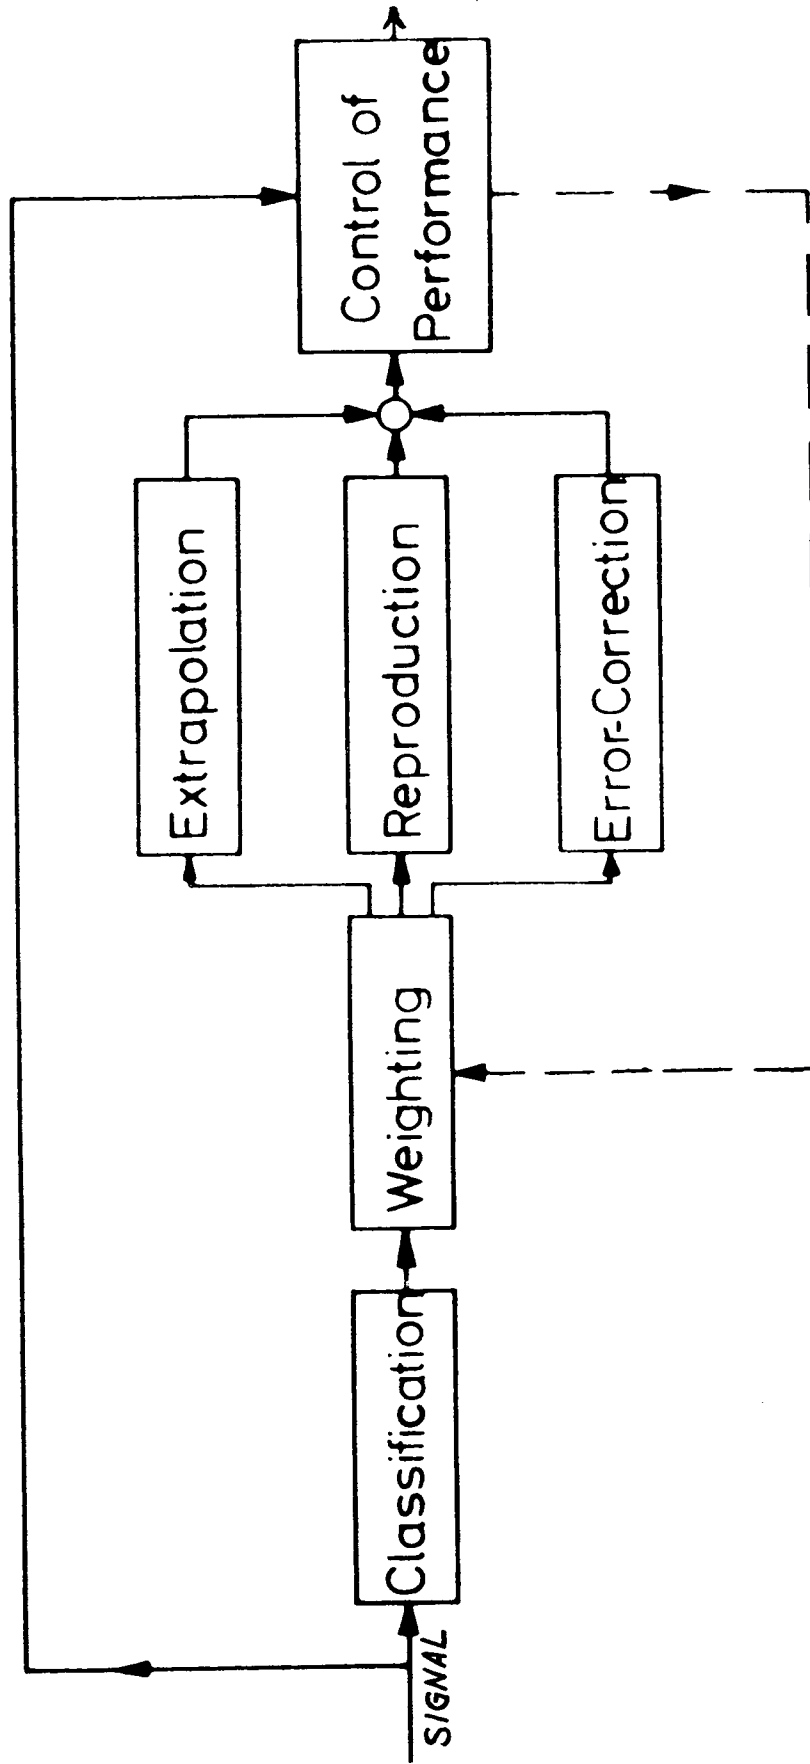 SIGNAL
Classification
Weighting
Extrapolation
Reproduction
Error-Correction
Control of
Performance